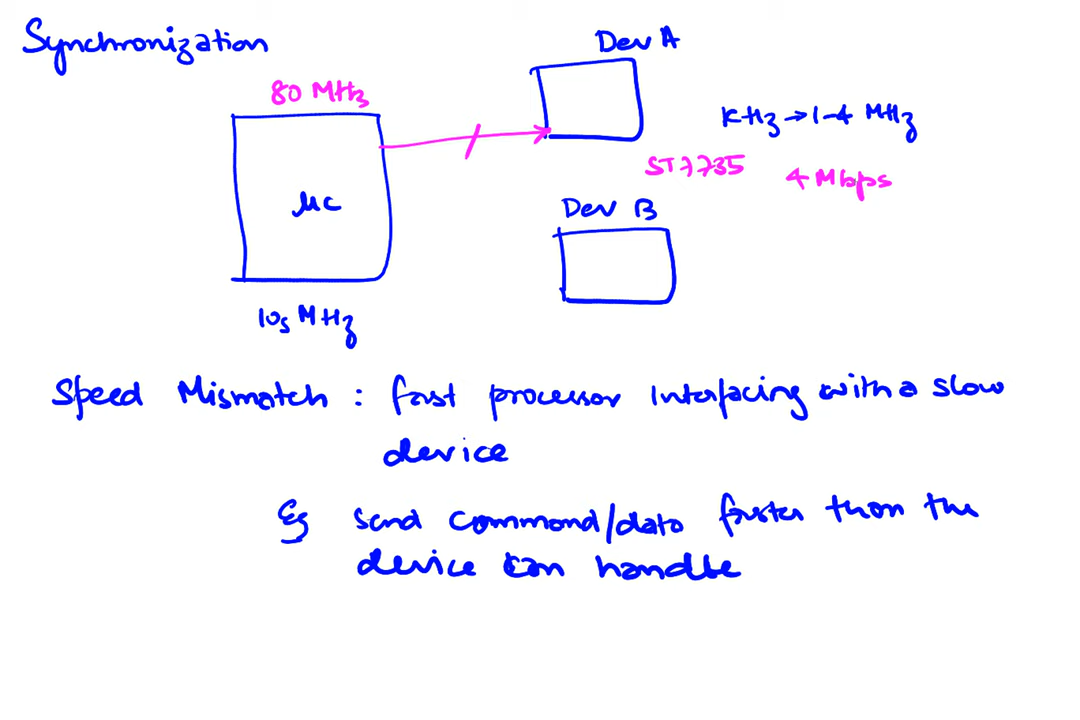 Synchronization
Dev A
80 MHz
KHz → 1-4 MHz
ST7735
4 Mbps
μC
Dev B
10s MHz
Speed Mismatch : fast processor Interfacing with a slow
device
Eg send command/data faster than the
device can handle